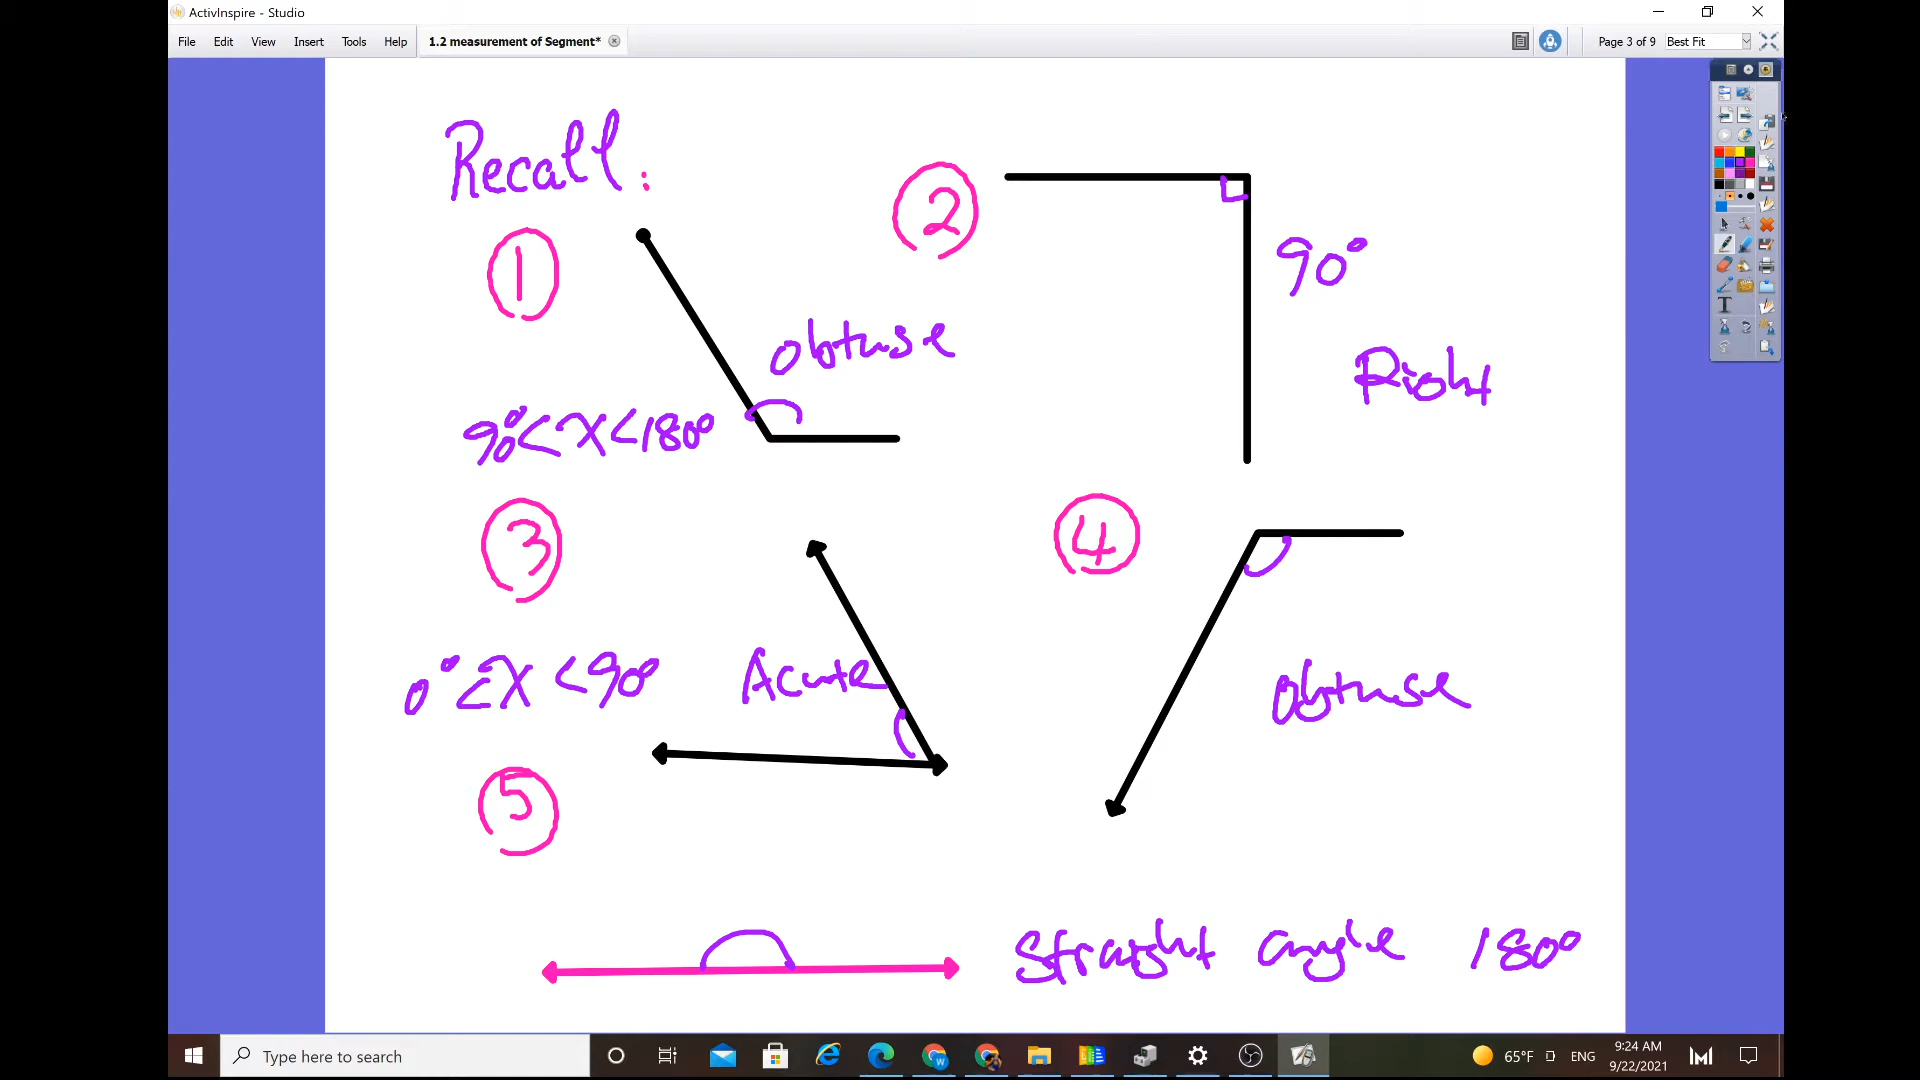 ActivInspire - Studio
File Edit View Insert Tools Help 1.2 measurement of Segment* Page 3 of 9 Best Fit
Recall:
① ②
90°
obtuse
Right
90° < x < 180°
③ ④
0° < x < 90° Acute obtuse
⑤
Straight angle 180°
Type here to search 65°F ENG 9:24 AM
9/22/2021